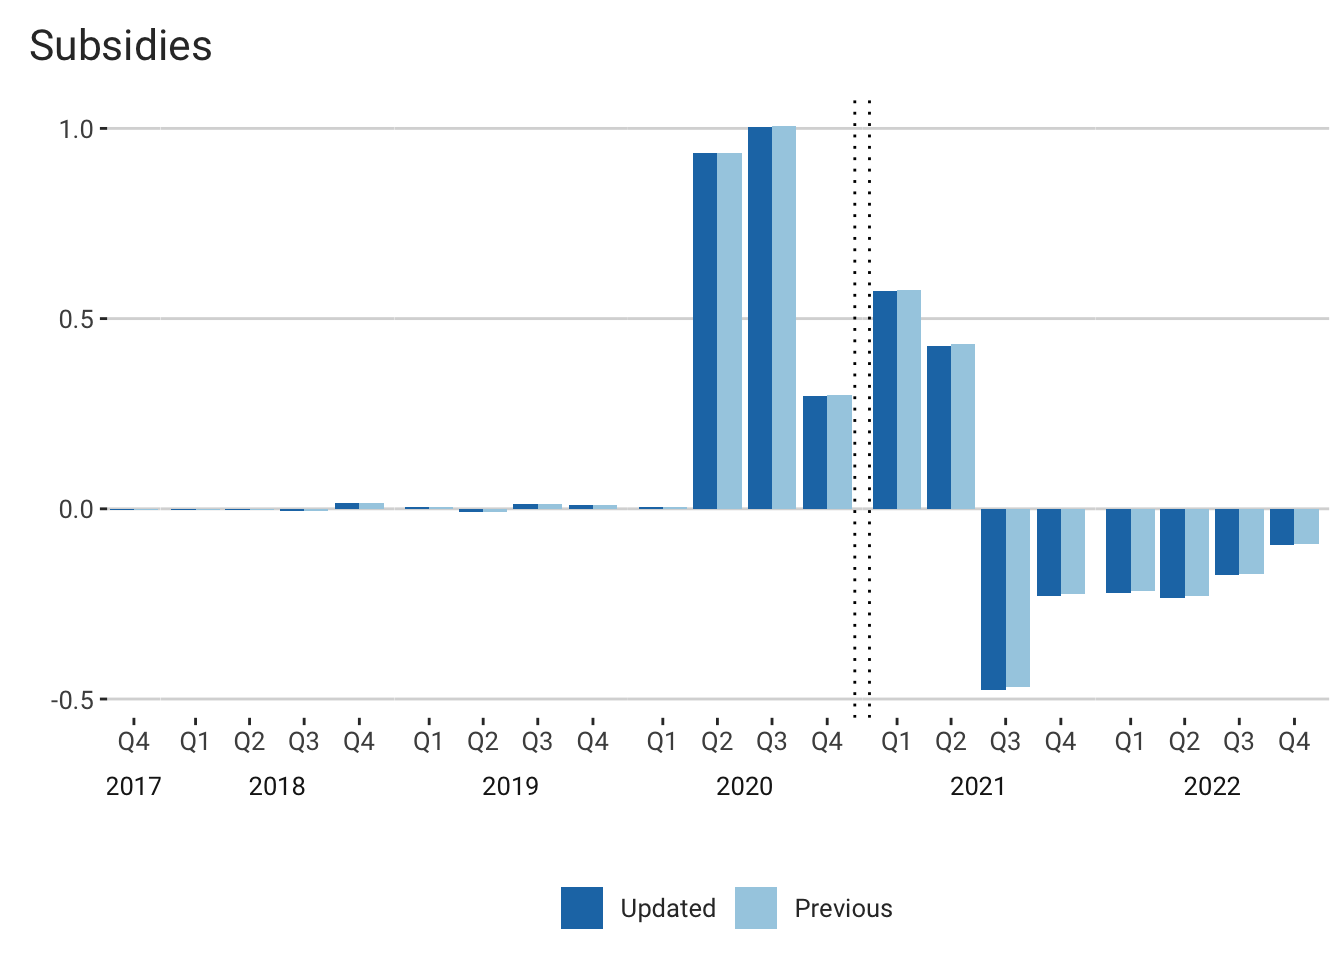 Subsidies
1.0
0.5
0.0
-0.5
Q4 Q1 Q2 Q3 Q4 Q1 Q2 Q3 Q4 Q1 Q2 Q3 Q4 Q1 Q2 Q3 Q4 Q1 Q2 Q3 Q4
2017 2018 2019 2020 2021 2022
Updated Previous